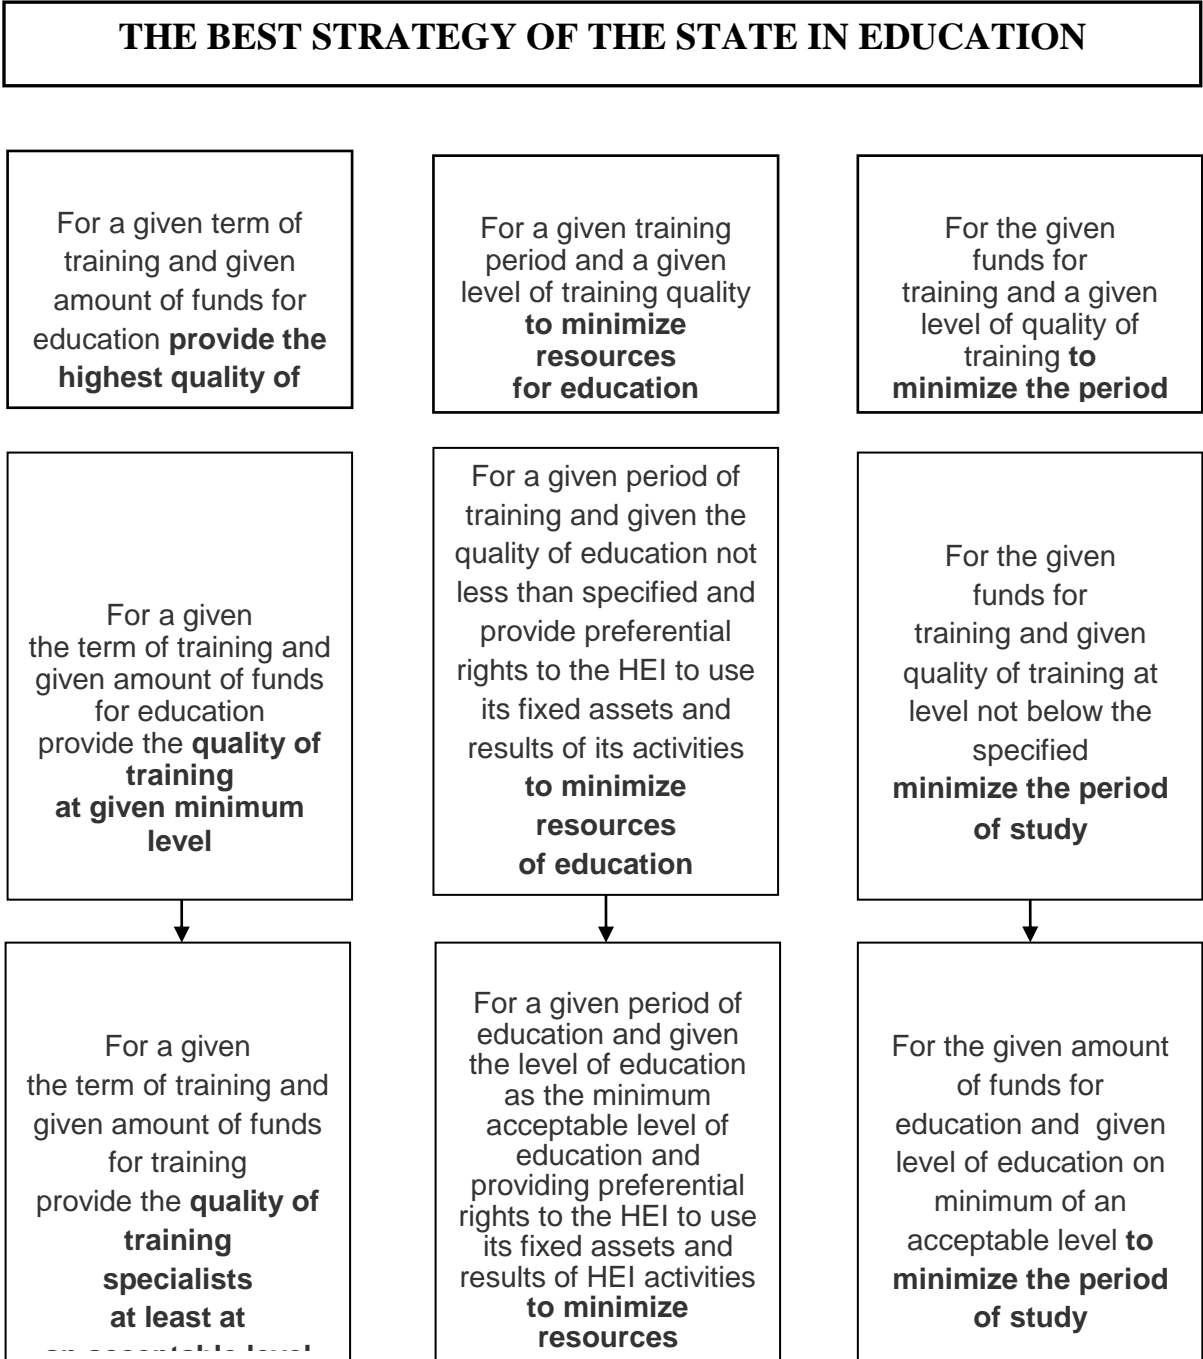 THE BEST STRATEGY OF THE STATE IN EDUCATION
For a given term of
training and given
amount of funds for
education provide the
highest quality of
For a given training
period and a given
level of training quality
to minimize
resources
for education
For the given
funds for
training and a given
level of quality of
training to
minimize the period
For a given
the term of training and
given amount of funds
for education
provide the quality of
training
at given minimum
level
For a given period of
training and given the
quality of education not
less than specified and
provide preferential
rights to the HEI to use
its fixed assets and
results of its activities
to minimize
resources
of education
For the given
funds for
training and given
quality of training at
level not below the
specified
minimize the period
of study
For a given
the term of training and
given amount of funds
for training
provide the quality of
training
specialists
at least at
an acceptable level
For a given period of
education and given
the level of education
as the minimum
acceptable level of
education and
providing preferential
rights to the HEI to use
its fixed assets and
results of HEI activities
to minimize
resources
For the given amount
of funds for
education and given
level of education on
minimum of an
acceptable level to
minimize the period
of study